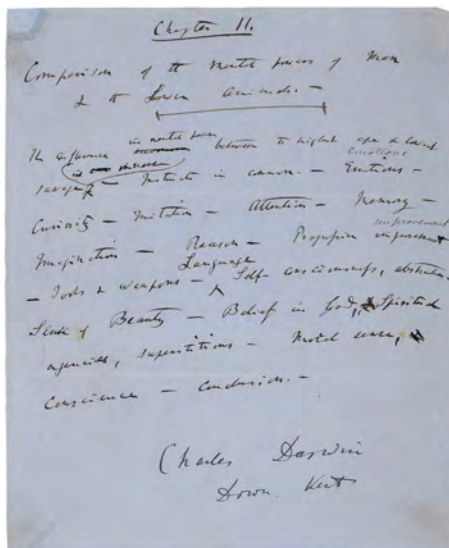 Chapter II.
Comparison of the mental powers of Man
& the Lower animals —
in mental power
The difference between the highest ape & lowest
savage — Instincts in common. — Emotions —
emotions
Curiosity — Imitation — Attention — Memory —
improvement
Imagination — Reason — Progressive improvement
Language
— Tools & weapons — Self-consciousness, abstraction
Sense of Beauty — Belief in God, Spiritual
agencies, superstitions — Moral sense,
Conscience — Conclusion. —
Charles Darwin
Down Kent